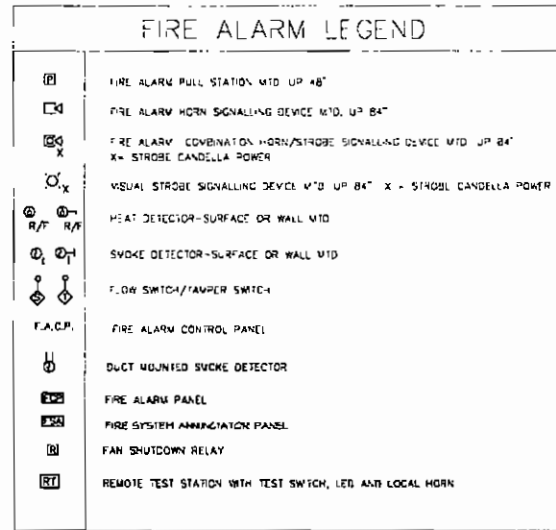 FIRE ALARM LEGEND
P FIRE ALARM PULL STATION MTD UP 48"
FIRE ALARM HORN SIGNALLING DEVICE MTD. UP 84"
X FIRE ALARM COMBINATION HORN/STROBE SIGNALLING DEVICE MTD UP 84"
X= STROBE CANDELLA POWER
X VISUAL STROBE SIGNALLING DEVICE MTD UP 84" X = STROBE CANDELLA POWER
R/F R/F HEAT DETECTOR-SURFACE OR WALL MTD
SMOKE DETECTOR-SURFACE OR WALL MTD
S T FLOW SWITCH/TAMPER SWITCH
F.A.C.P. FIRE ALARM CONTROL PANEL
DUCT MOUNTED SMOKE DETECTOR
FIRE ALARM PANEL
FSA FIRE SYSTEM ANNUNCIATOR PANEL
R FAN SHUTDOWN RELAY
RT REMOTE TEST STATION WITH TEST SWITCH, LED AND LOCAL HORN